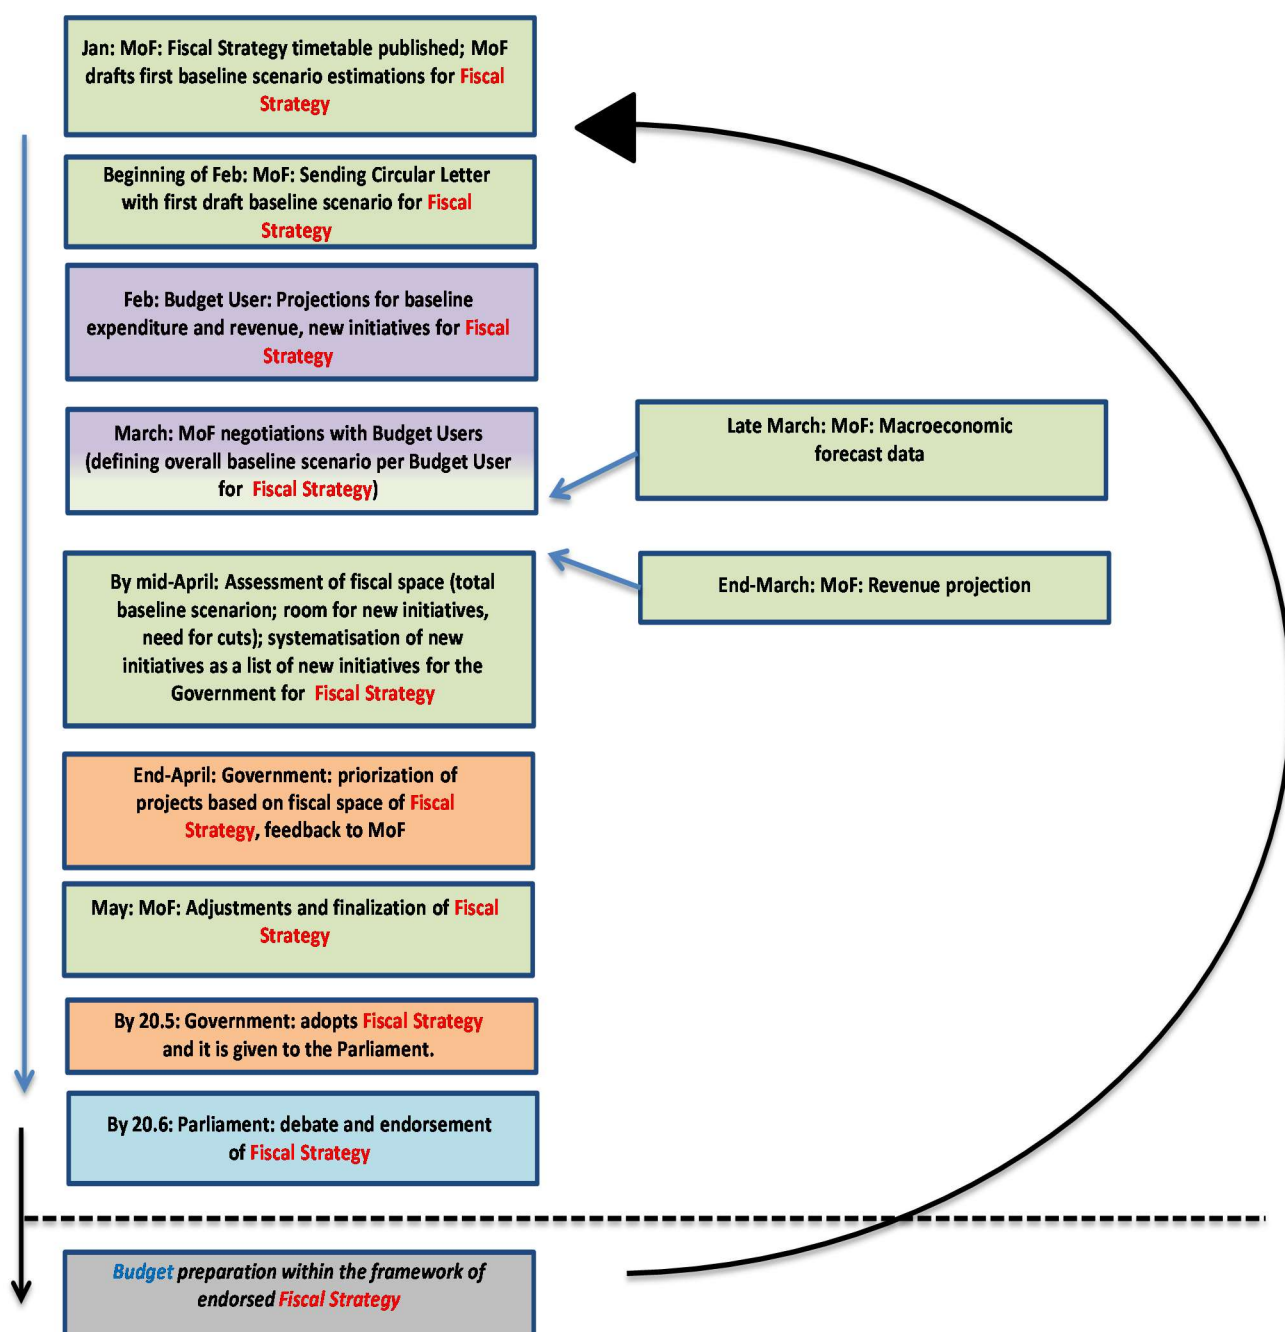 Jan: MoF: Fiscal Strategy timetable published; MoF
drafts first baseline scenario estimations for Fiscal
Strategy
Beginning of Feb: MoF: Sending Circular Letter
with first draft baseline scenario for Fiscal
Strategy
Feb: Budget User: Projections for baseline
expenditure and revenue, new initiatives for Fiscal
Strategy
March: MoF negotiations with Budget Users
(defining overall baseline scenario per Budget User
for Fiscal Strategy)
Late March: MoF: Macroeconomic
forecast data
By mid-April: Assessment of fiscal space (total
baseline scenarion; room for new initiatives,
need for cuts); systematisation of new
initiatives as a list of new initiatives for the
Government for Fiscal Strategy
End-March: MoF: Revenue projection
End-April: Government: priorization of
projects based on fiscal space of Fiscal
Strategy, feedback to MoF
May: MoF: Adjustments and finalization of Fiscal
Strategy
By 20.5: Government: adopts Fiscal Strategy
and it is given to the Parliament.
By 20.6: Parliament: debate and endorsement
of Fiscal Strategy
Budget preparation within the framework of
endorsed Fiscal Strategy